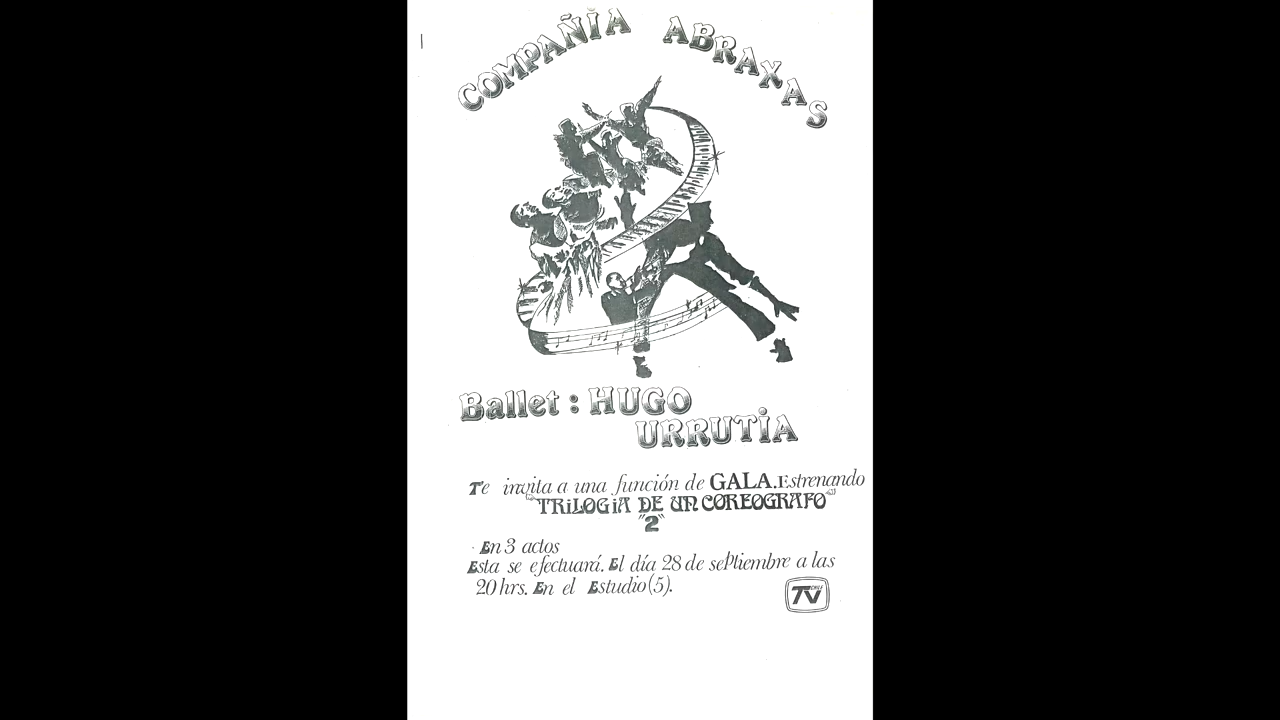 COMPAÑiA ABRAXAS
Ballet : HUGO
URRUTiA
Te invita a una función de GALA.Estrenando
"TRiLOGiA DE UN COREOGRAFO"
"2"
En 3 actos
Esta se efectuará. El día 28 de septiembre a las
20 hrs. En el Estudio(5).
TV CHILE